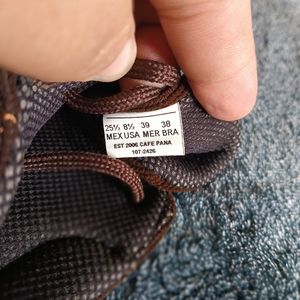 25½ 8½ 39 38
MEX USA MER BRA
EST 2006 CAFE PANA
107-2426